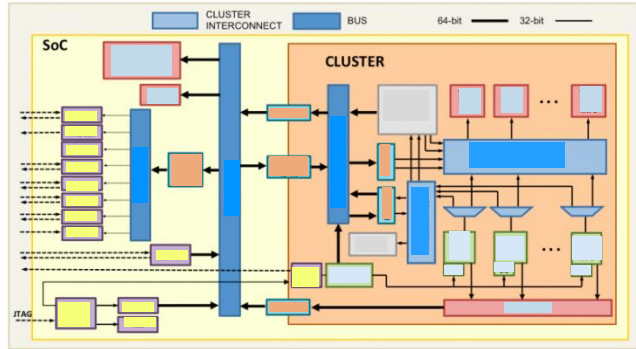 CLUSTER
INTERCONNECT
BUS
64-bit
32-bit
SoC
CLUSTER
JTAG